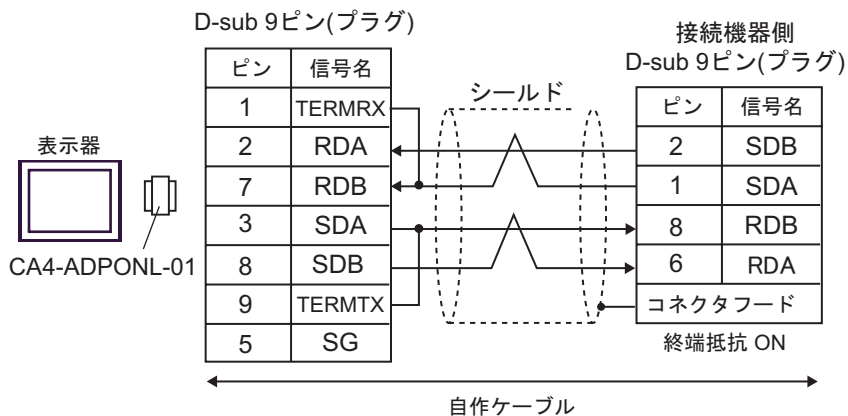 D-sub 9ピン(プラグ)
接続機器側
D-sub 9ピン(プラグ)
ピン 信号名
1 TERMRX
2 RDA
7 RDB
3 SDA
8 SDB
9 TERMTX
5 SG
シールド
ピン 信号名
2 SDB
1 SDA
8 RDB
6 RDA
コネクタフード
終端抵抗 ON
表示器
CA4-ADPONL-01
自作ケーブル